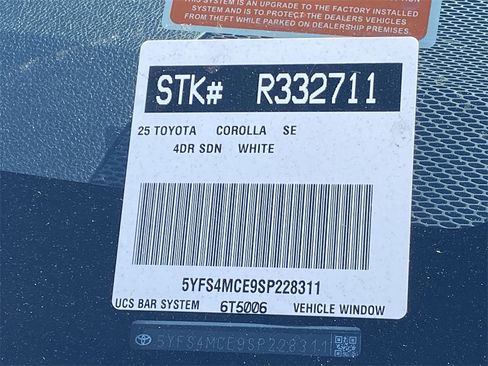 SYSTEM IS AN UPGRADE TO THE FACTORY INSTALLED
SYSTEM AND IS TO PROTECT THE DEALERS VEHICLES
FROM THEFT WHILE PARKED ON DEALERSHIP PREMISES.
STK# R332711
25 TOYOTA COROLLA SE
4DR SDN WHITE
5YFS4MCE9SP228311
UCS BAR SYSTEM 6T5006 VEHICLE WINDOW
5YFS4MCE9SP228311